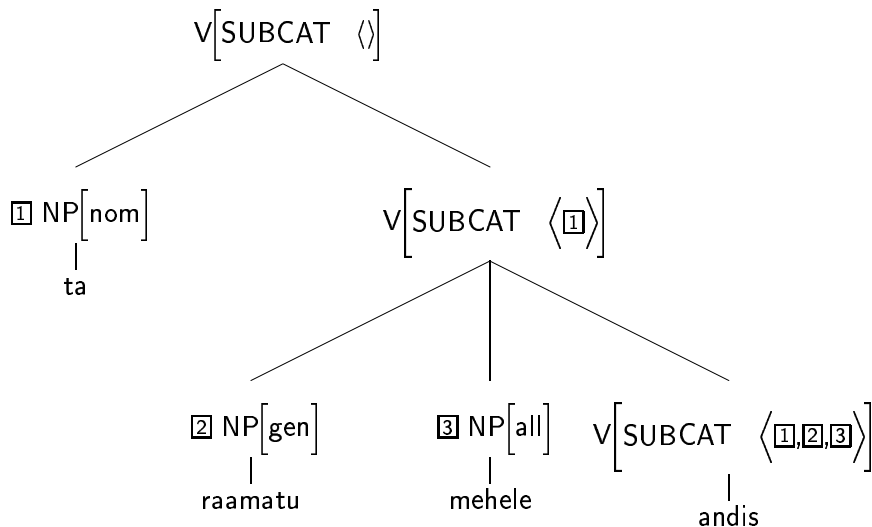 V[SUBCAT ⟨⟩]
1 NP[nom] V[SUBCAT ⟨1⟩]
ta
2 NP[gen] 3 NP[all] V[SUBCAT ⟨1,2,3⟩]
raamatu mehele andis